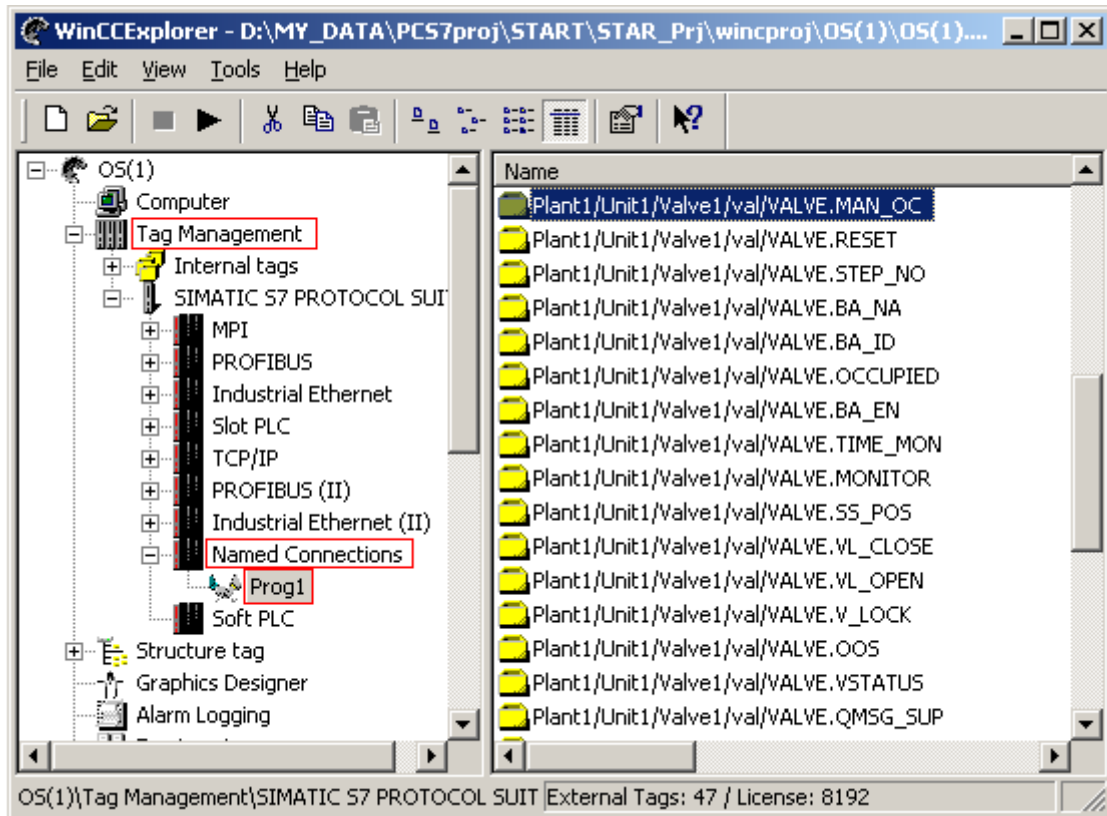 WinCCExplorer - D:\MY_DATA\PCS7proj\START\STAR_Prj\wincproj\OS(1)\OS(1)....
File Edit View Tools Help
OS(1)
Computer
Tag Management
Internal tags
SIMATIC S7 PROTOCOL SUIT
MPI
PROFIBUS
Industrial Ethernet
Slot PLC
TCP/IP
PROFIBUS (II)
Industrial Ethernet (II)
Named Connections
Prog1
Soft PLC
Structure tag
Graphics Designer
Alarm Logging
Name
Plant1/Unit1/Valve1/val/VALVE.MAN_OC
Plant1/Unit1/Valve1/val/VALVE.RESET
Plant1/Unit1/Valve1/val/VALVE.STEP_NO
Plant1/Unit1/Valve1/val/VALVE.BA_NA
Plant1/Unit1/Valve1/val/VALVE.BA_ID
Plant1/Unit1/Valve1/val/VALVE.OCCUPIED
Plant1/Unit1/Valve1/val/VALVE.BA_EN
Plant1/Unit1/Valve1/val/VALVE.TIME_MON
Plant1/Unit1/Valve1/val/VALVE.MONITOR
Plant1/Unit1/Valve1/val/VALVE.SS_POS
Plant1/Unit1/Valve1/val/VALVE.VL_CLOSE
Plant1/Unit1/Valve1/val/VALVE.VL_OPEN
Plant1/Unit1/Valve1/val/VALVE.V_LOCK
Plant1/Unit1/Valve1/val/VALVE.OOS
Plant1/Unit1/Valve1/val/VALVE.VSTATUS
Plant1/Unit1/Valve1/val/VALVE.QMSG_SUP
OS(1)\Tag Management\SIMATIC S7 PROTOCOL SUIT External Tags: 47 / License: 8192